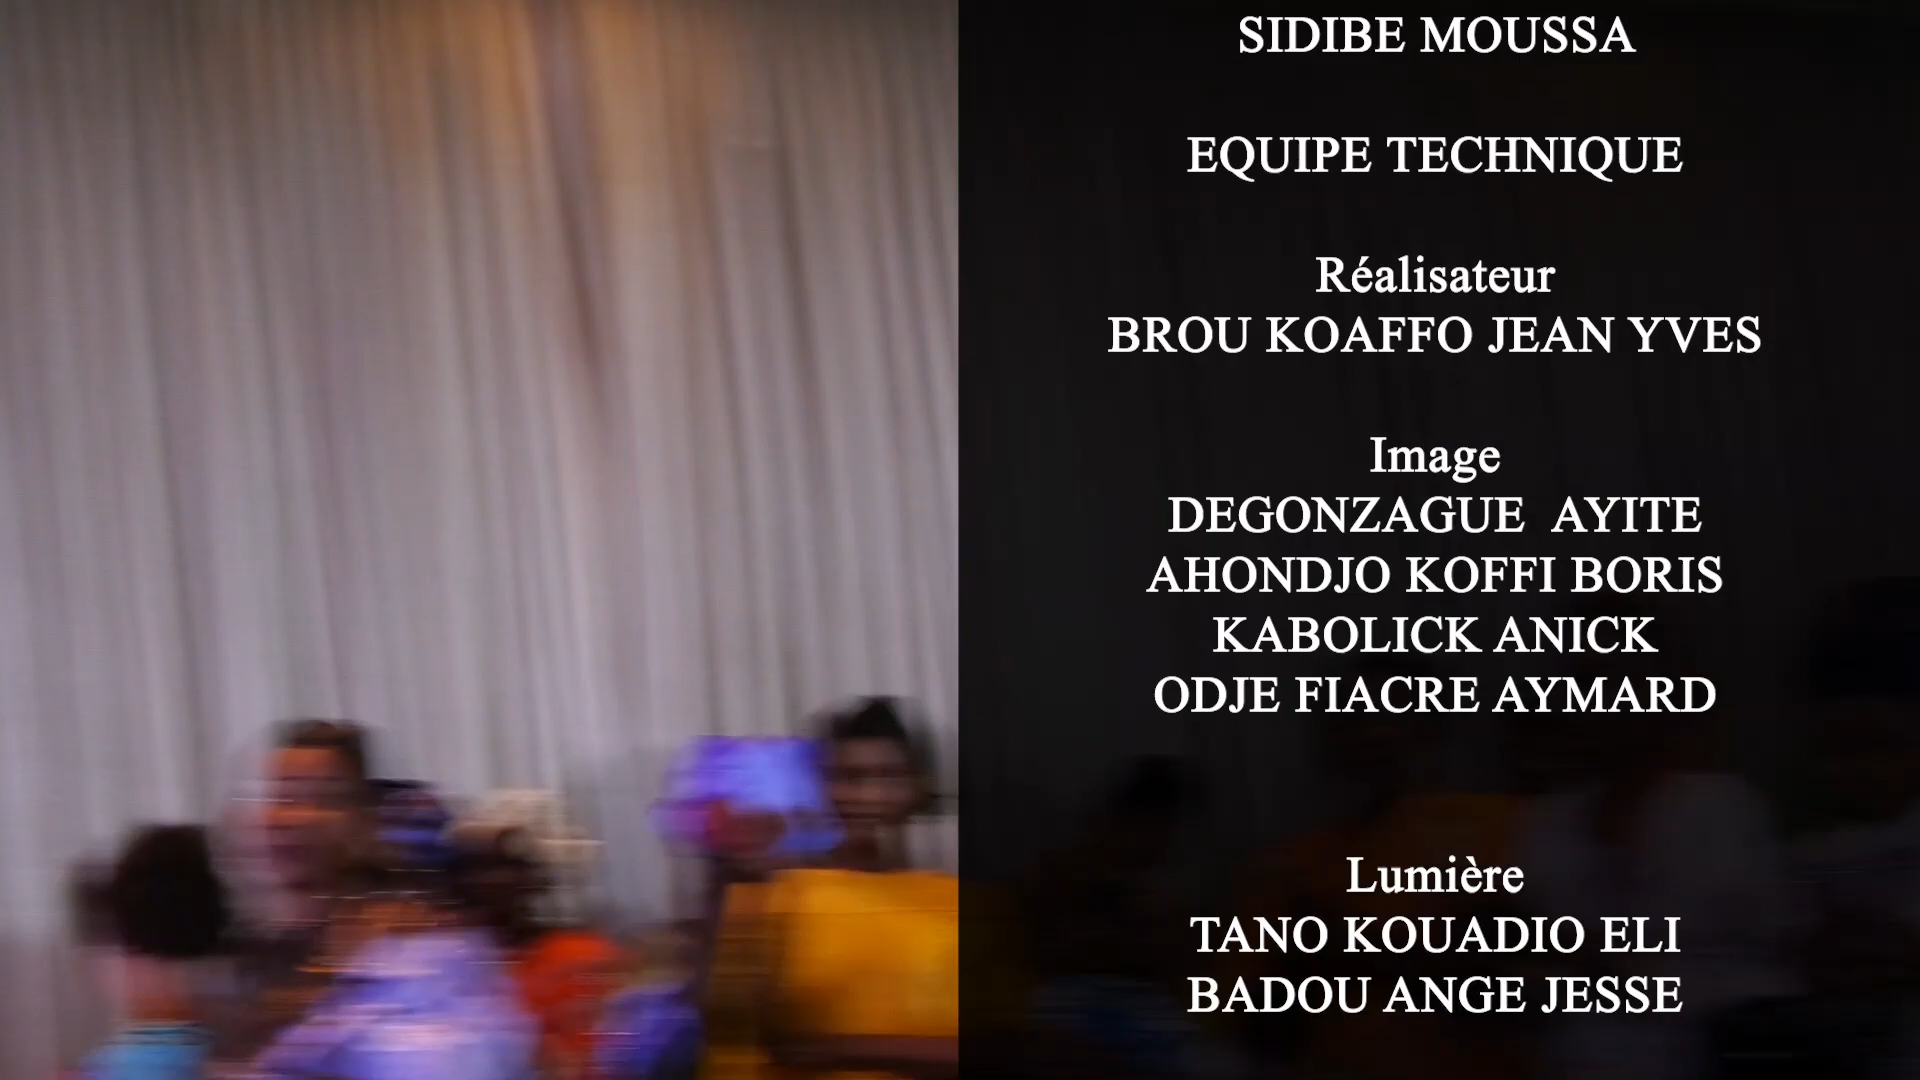 SIDIBE MOUSSA
EQUIPE TECHNIQUE
Réalisateur
BROU KOAFFO JEAN YVES
Image
DEGONZAGUE  AYITE
AHONDJO KOFFI BORIS
KABOLICK ANICK
ODJE FIACRE AYMARD
Lumière
TANO KOUADIO ELI
BADOU ANGE JESSE